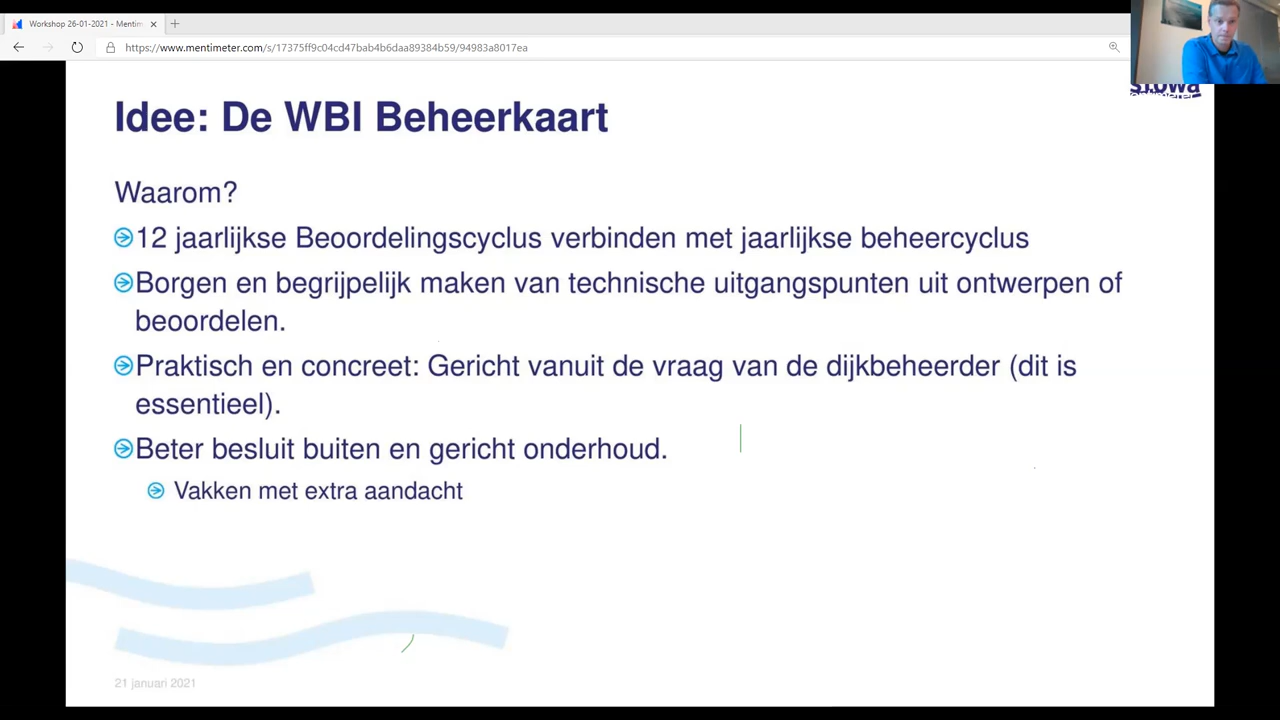 Workshop 26-01-2021 - Mentim
https://www.mentimeter.com/s/17375ff9c04cd47bab4b6daa89384b59/94983a8017ea
stowa
Idee: De WBI Beheerkaart
Waarom?
12 jaarlijkse Beoordelingscyclus verbinden met jaarlijkse beheercyclus
Borgen en begrijpelijk maken van technische uitgangspunten uit ontwerpen of
beoordelen.
Praktisch en concreet: Gericht vanuit de vraag van de dijkbeheerder (dit is
essentieel).
Beter besluit buiten en gericht onderhoud.
Vakken met extra aandacht
21 januari 2021